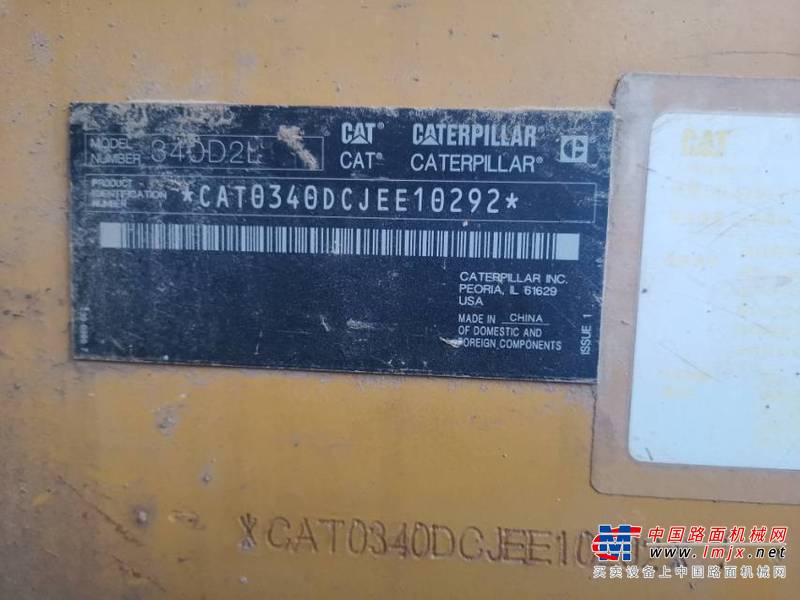 MODEL NUMBER 340D2L
CAT® CATERPILLAR®
CAT® CATERPILLAR®
PRODUCT IDENTIFICATION NUMBER *CAT0340DCJEE10292*
CATERPILLAR INC.
PEORIA, IL 61629
USA
MADE IN CHINA
OF DOMESTIC AND
FOREIGN COMPONENTS
ISSUE 1
CAT
*CAT0340DCJEE10
中国路面机械网
www.lmjx.net
买卖设备上中国路面机械网